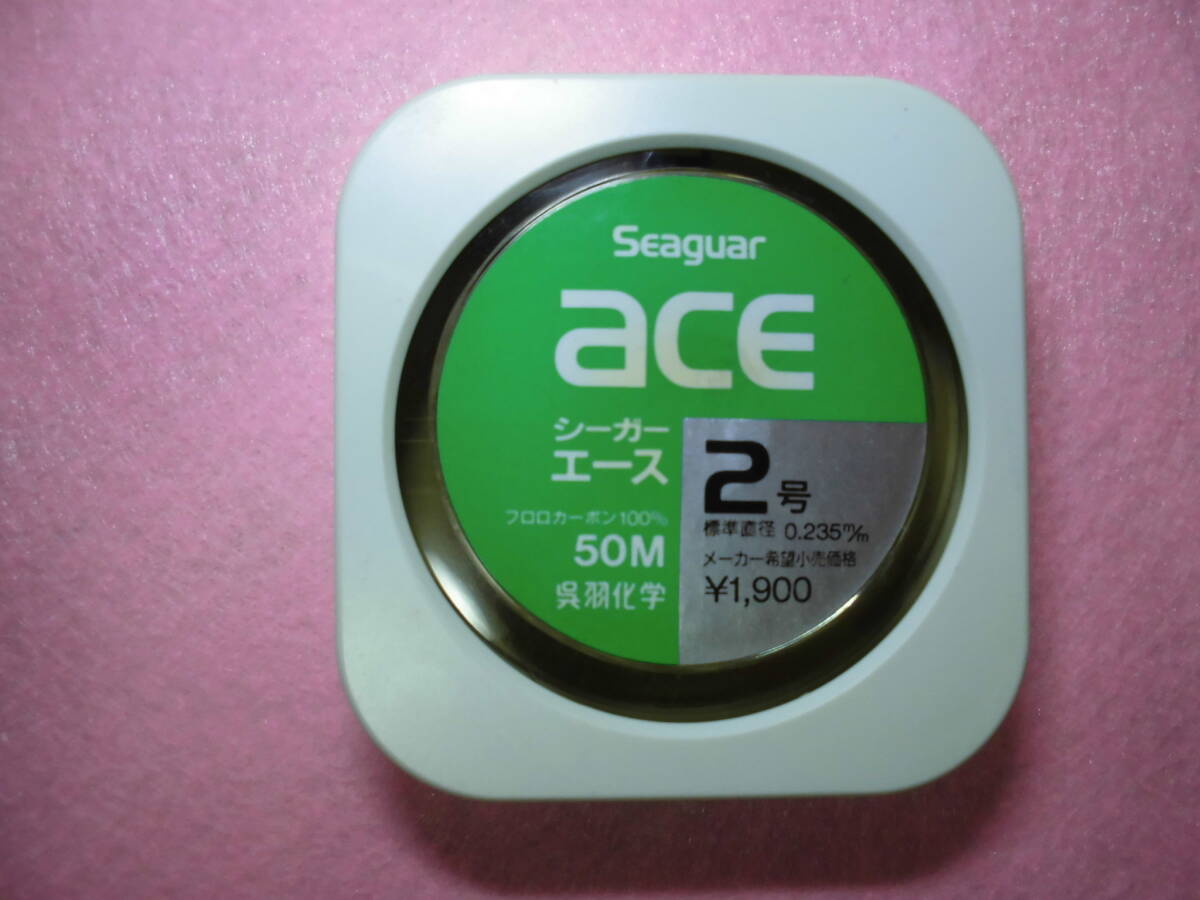 Seaguar
ace
シーガー
エース
フロロカーボン100%
50M
呉羽化学
2号
標準直径 0.235m/m
メーカー希望小売価格
¥1,900